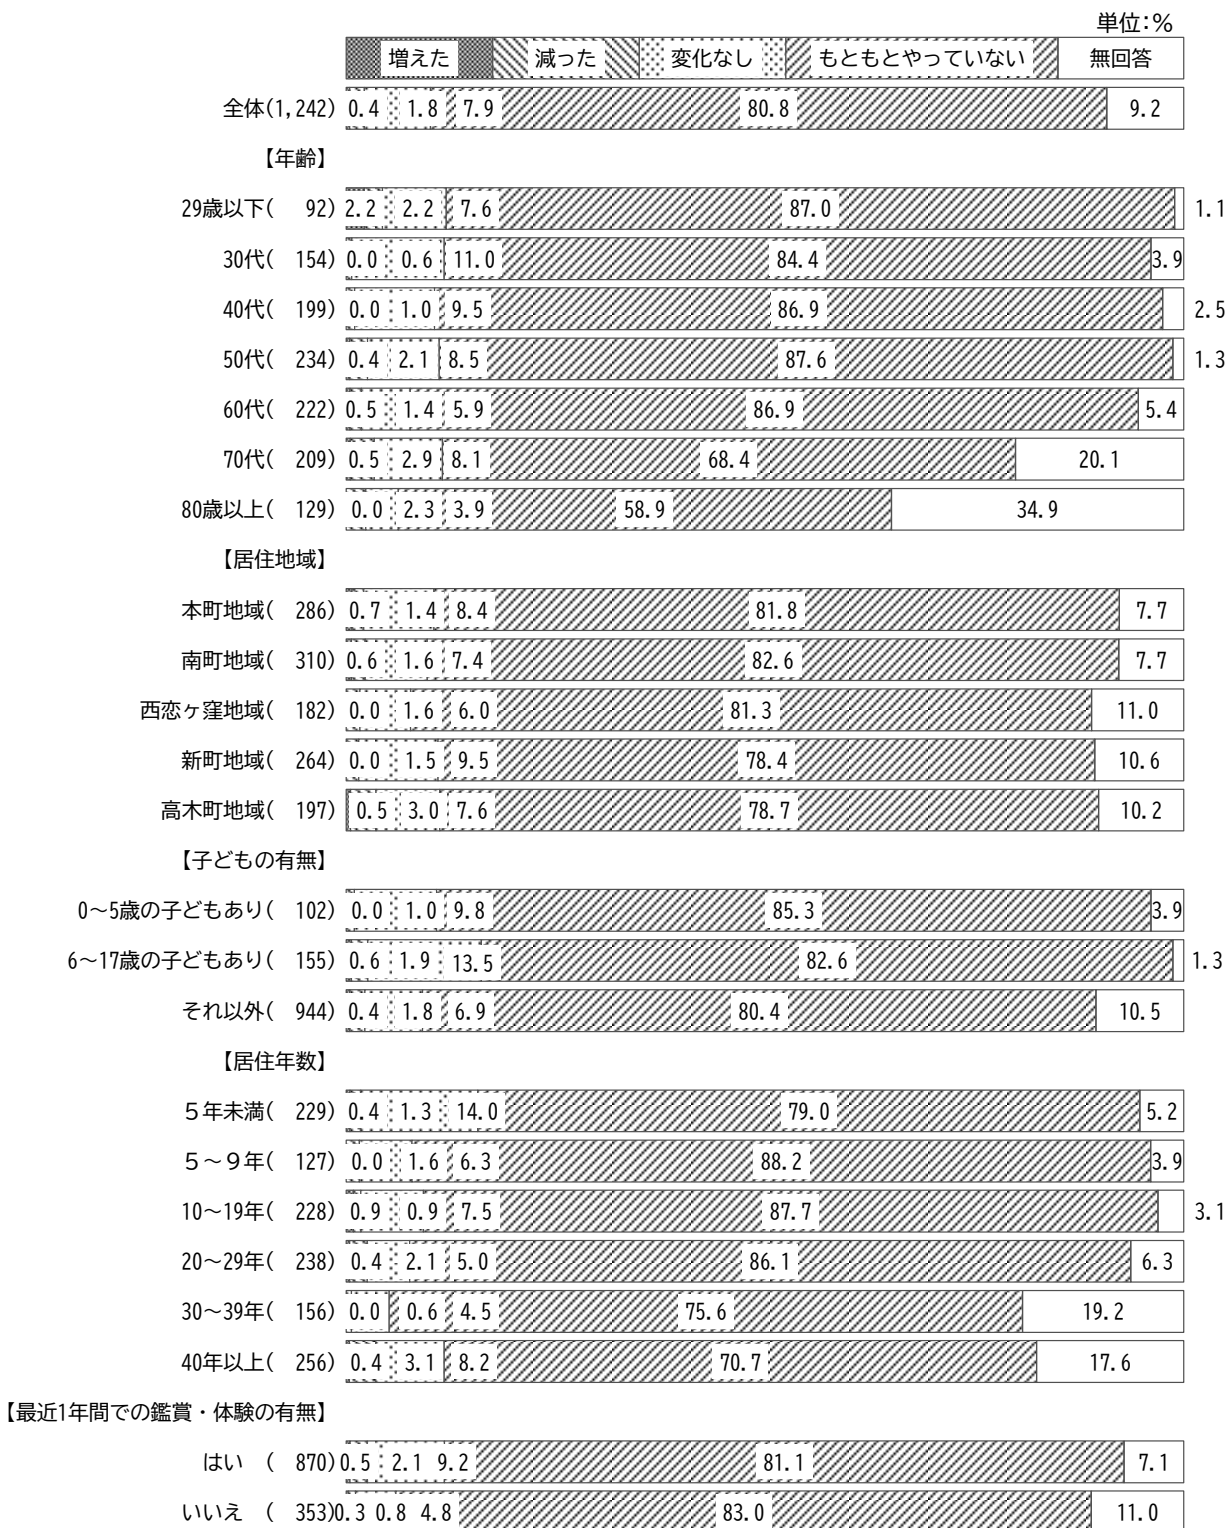 単位：％
増えた 減った 変化なし もともとやっていない 無回答
全体(1,242) 0.4 1.8 7.9 80.8 9.2
【年齢】
29歳以下( 92) 2.2 2.2 7.6 87.0 1.1
30代( 154) 0.0 0.6 11.0 84.4 3.9
40代( 199) 0.0 1.0 9.5 86.9 2.5
50代( 234) 0.4 2.1 8.5 87.6 1.3
60代( 222) 0.5 1.4 5.9 86.9 5.4
70代( 209) 0.5 2.9 8.1 68.4 20.1
80歳以上( 129) 0.0 2.3 3.9 58.9 34.9
【居住地域】
本町地域( 286) 0.7 1.4 8.4 81.8 7.7
南町地域( 310) 0.6 1.6 7.4 82.6 7.7
西恋ヶ窪地域( 182) 0.0 1.6 6.0 81.3 11.0
新町地域( 264) 0.0 1.5 9.5 78.4 10.6
高木町地域( 197) 0.5 3.0 7.6 78.7 10.2
【子どもの有無】
0～5歳の子どもあり( 102) 0.0 1.0 9.8 85.3 3.9
6～17歳の子どもあり( 155) 0.6 1.9 13.5 82.6 1.3
それ以外( 944) 0.4 1.8 6.9 80.4 10.5
【居住年数】
５年未満( 229) 0.4 1.3 14.0 79.0 5.2
５～９年( 127) 0.0 1.6 6.3 88.2 3.9
10～19年( 228) 0.9 0.9 7.5 87.7 3.1
20～29年( 238) 0.4 2.1 5.0 86.1 6.3
30～39年( 156) 0.0 0.6 4.5 75.6 19.2
40年以上( 256) 0.4 3.1 8.2 70.7 17.6
【最近1年間での鑑賞・体験の有無】
はい ( 870) 0.5 2.1 9.2 81.1 7.1
いいえ ( 353) 0.3 0.8 4.8 83.0 11.0